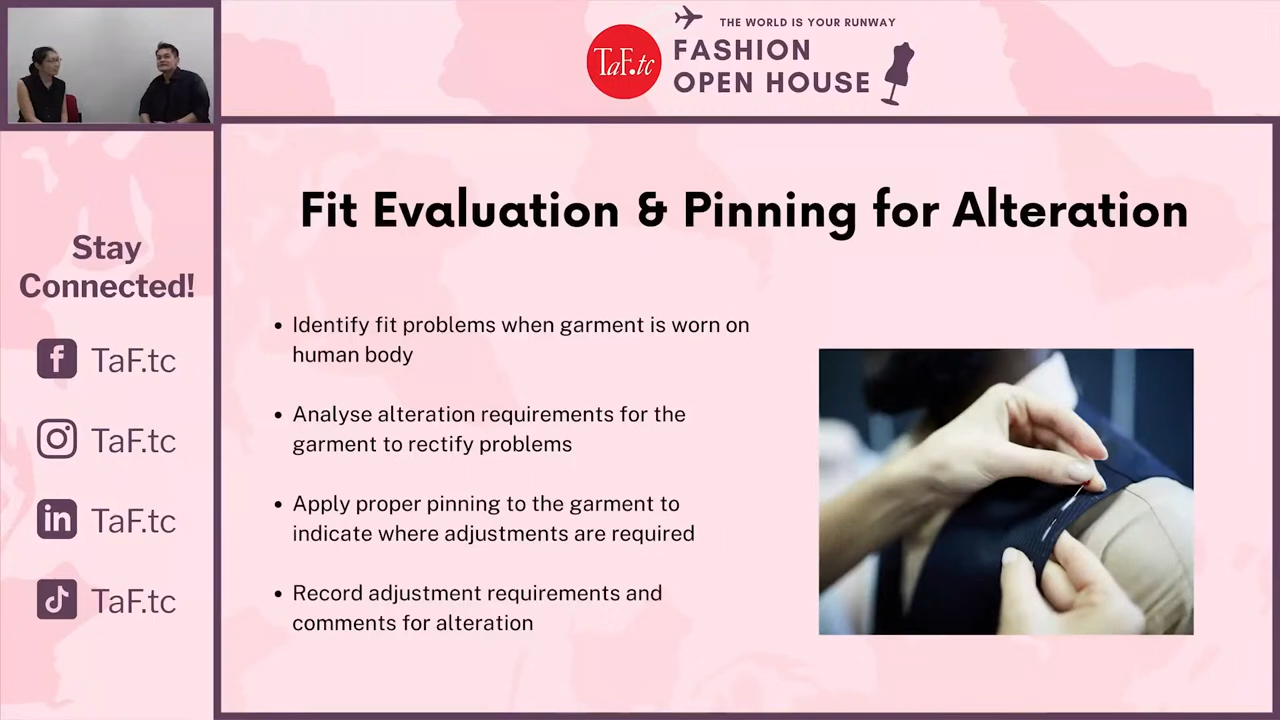 THE WORLD IS YOUR RUNWAY
TaF.tc
FASHION
OPEN HOUSE
Stay
Connected!
TaF.tc
TaF.tc
TaF.tc
TaF.tc
Fit Evaluation & Pinning for Alteration
• Identify fit problems when garment is worn on
human body
• Analyse alteration requirements for the
garment to rectify problems
• Apply proper pinning to the garment to
indicate where adjustments are required
• Record adjustment requirements and
comments for alteration